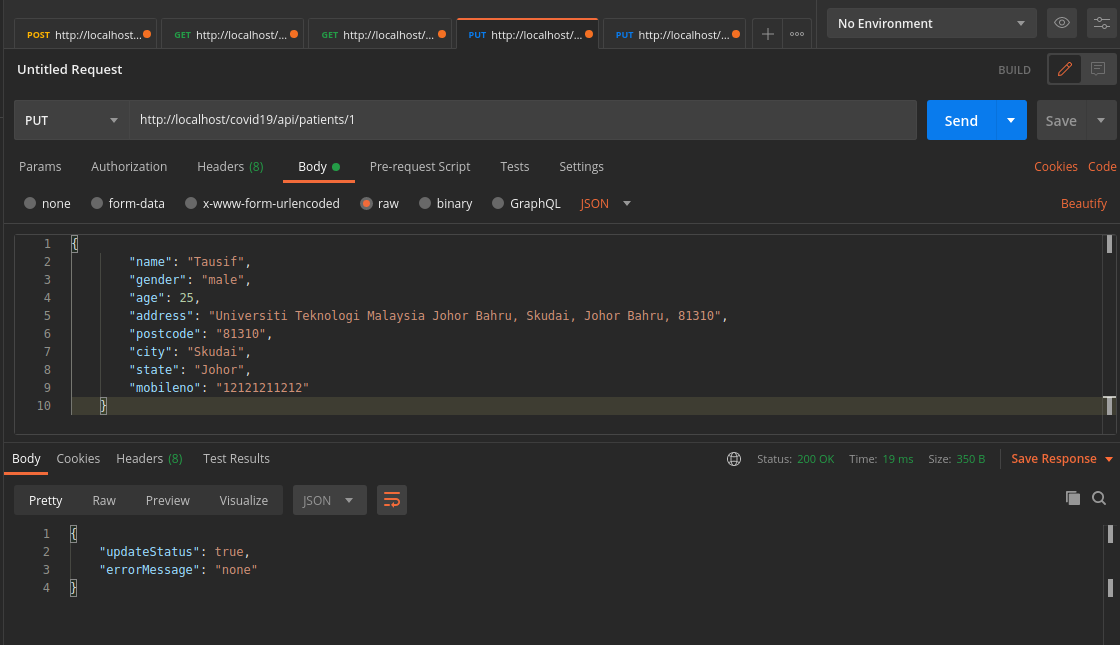 POST http://localhost... GET http://localhost/... GET http://localhost/... PUT http://localhost/... PUT http://localhost/... + ooo No Environment
Untitled Request BUILD
PUT http://localhost/covid19/api/patients/1 Send Save
Params Authorization Headers (8) Body Pre-request Script Tests Settings Cookies Code
none form-data x-www-form-urlencoded raw binary GraphQL JSON Beautify
1 {
2 "name": "Tausif",
3 "gender": "male",
4 "age": 25,
5 "address": "Universiti Teknologi Malaysia Johor Bahru, Skudai, Johor Bahru, 81310",
6 "postcode": "81310",
7 "city": "Skudai",
8 "state": "Johor",
9 "mobileno": "12121211212"
10 }
Body Cookies Headers (8) Test Results Status: 200 OK Time: 19 ms Size: 350 B Save Response
Pretty Raw Preview Visualize JSON
1 {
2 "updateStatus": true,
3 "errorMessage": "none"
4 }